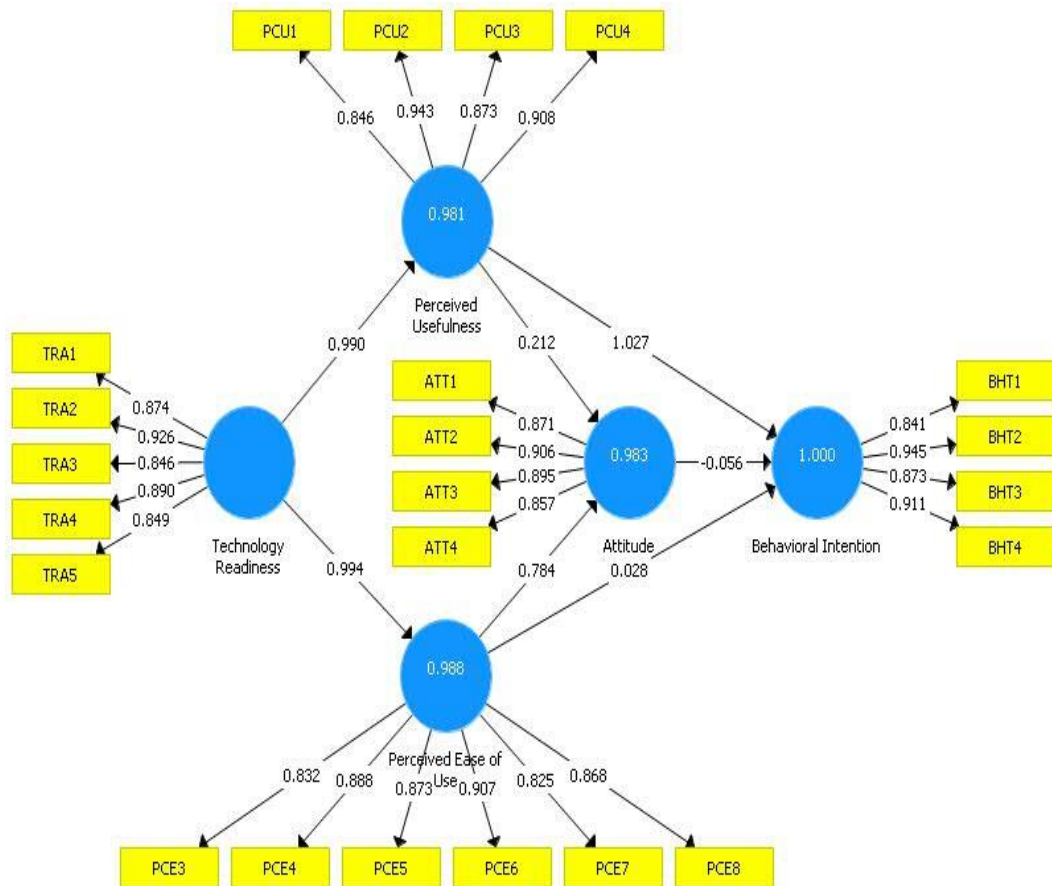 PCU1 PCU2 PCU3 PCU4
0.846 0.943 0.873 0.908
0.981
Perceived
Usefulness
0.990 0.212 1.027
TRA1
TRA2
TRA3
TRA4
TRA5
0.874
0.926
0.846
0.890
0.849
Technology
Readiness
ATT1
ATT2
ATT3
ATT4
0.871
0.906
0.895
0.857
0.983
Attitude
-0.056
1.000
Behavioral Intention
0.841
0.945
0.873
0.911
BHT1
BHT2
BHT3
BHT4
0.994 0.784 0.028
0.988
Perceived Ease of
Use
0.832 0.888 0.873 0.907 0.825 0.868
PCE3 PCE4 PCE5 PCE6 PCE7 PCE8